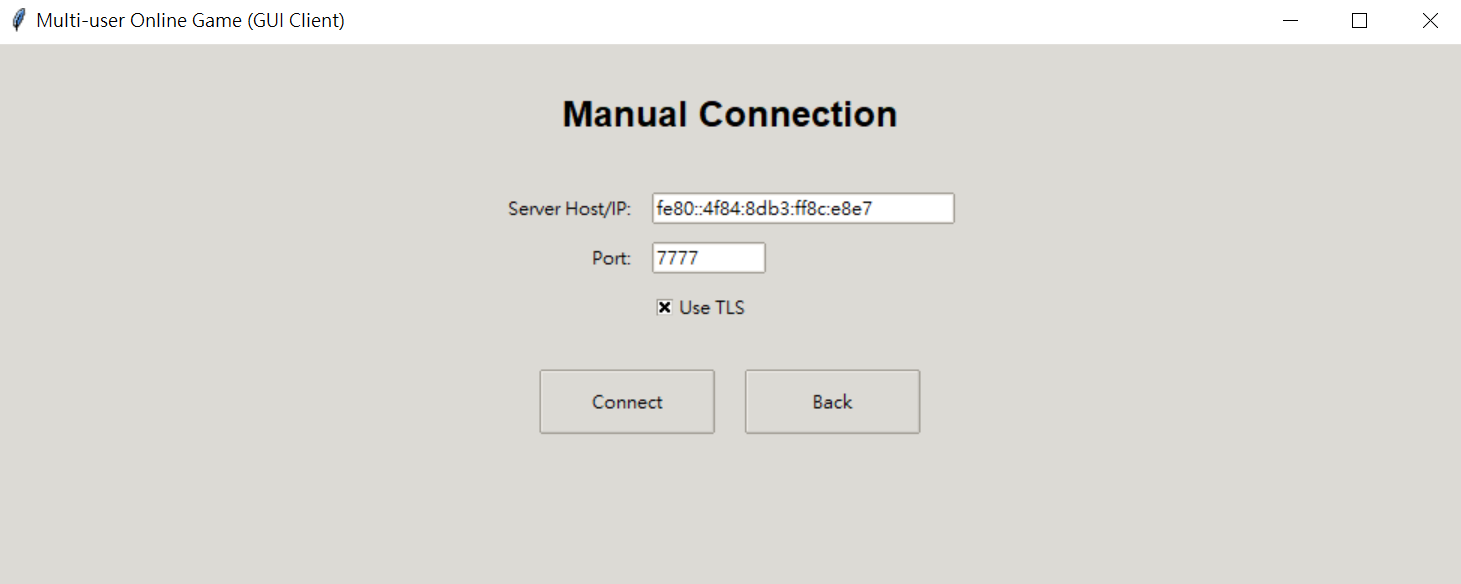 Multi-user Online Game (GUI Client)
Manual Connection
Server Host/IP: fe80::4f84:8db3:ff8c:e8e7
Port: 7777
Use TLS
Connect Back